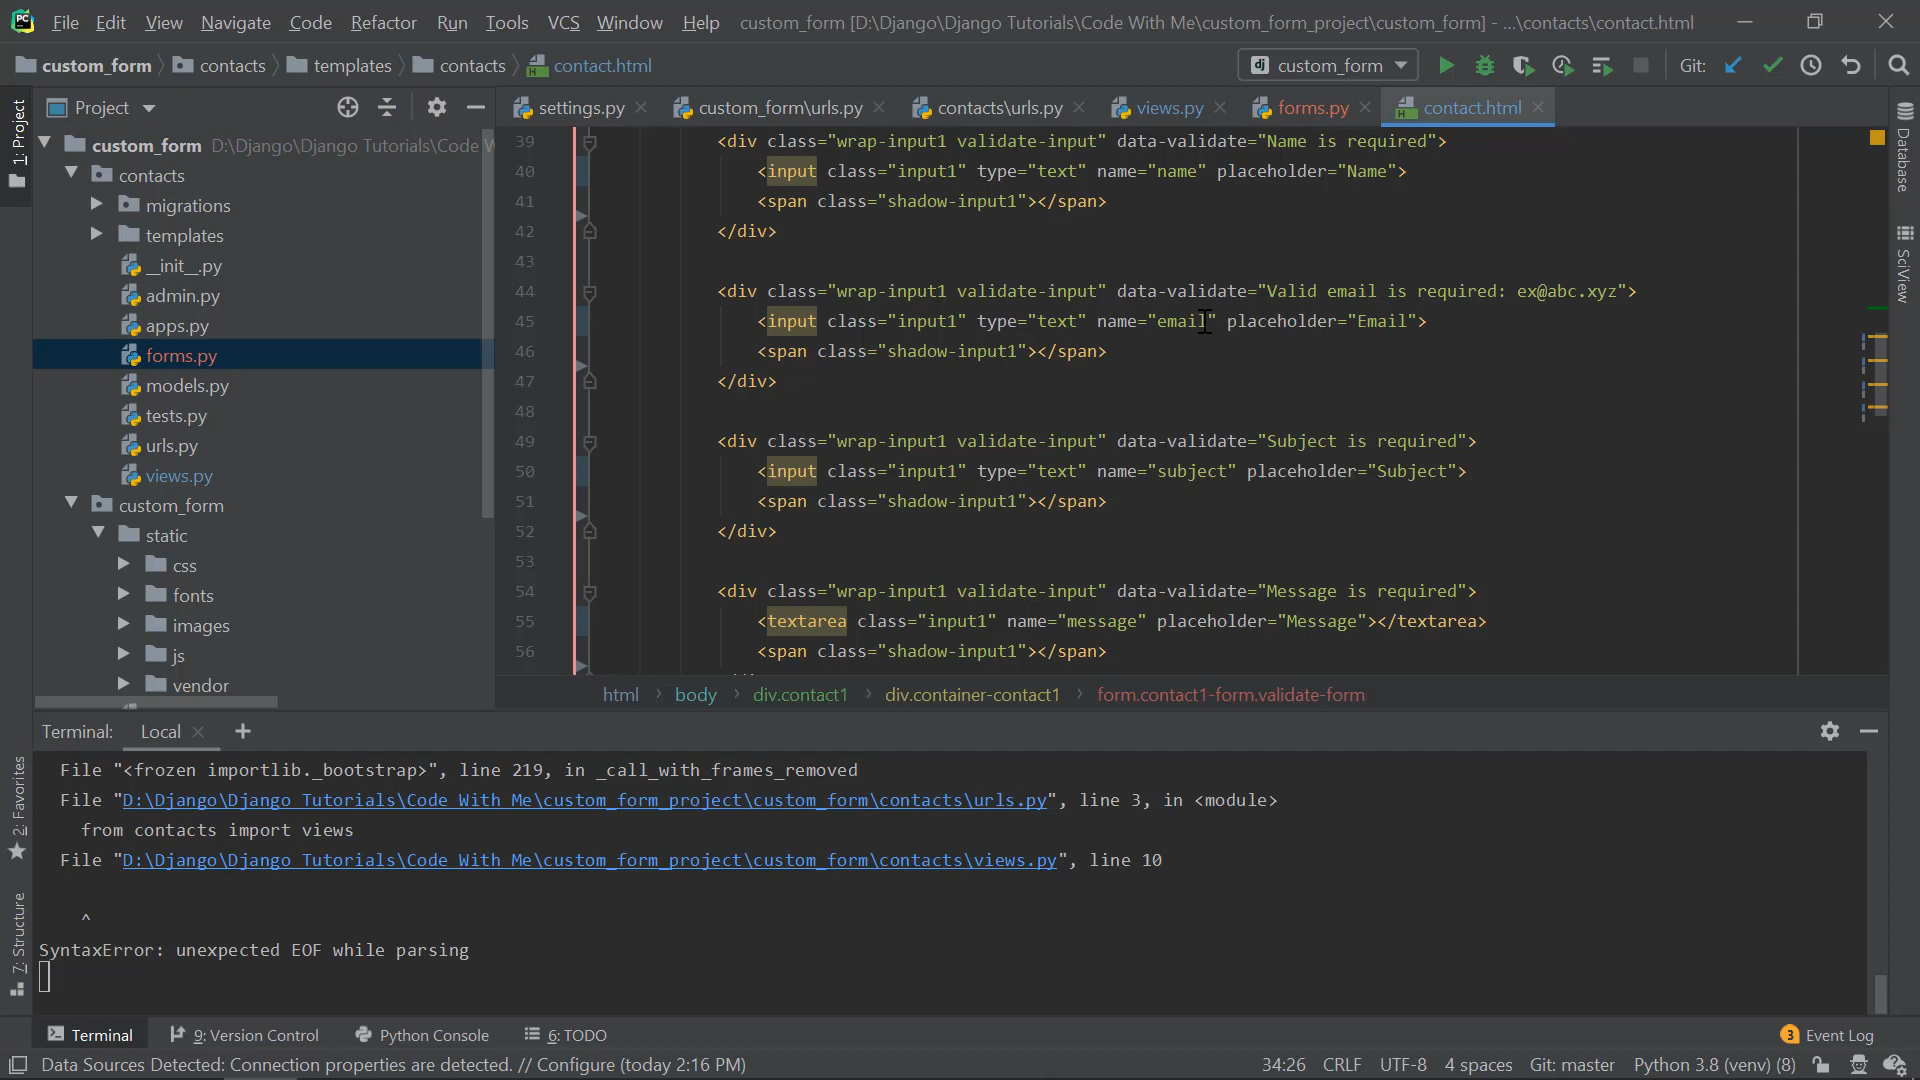 File Edit View Navigate Code Refactor Run Tools VCS Window Help custom_form [D:\Django\Django Tutorials\Code With Me\custom_form_project\custom_form] - ...\contacts\contact.html
custom_form contacts templates contacts contact.html custom_form Git:
Project settings.py custom_form\urls.py contacts\urls.py views.py forms.py contact.html
1: Project
2: Favorites
7: Structure
Database
SciView
custom_form D:\Django\Django Tutorials\Code W
contacts
migrations
templates
__init__.py
admin.py
apps.py
forms.py
models.py
tests.py
urls.py
views.py
custom_form
static
css
fonts
images
js
vendor
39 <div class="wrap-input1 validate-input" data-validate="Name is required">
40 <input class="input1" type="text" name="name" placeholder="Name">
41 <span class="shadow-input1"></span>
42 </div>
43
44 <div class="wrap-input1 validate-input" data-validate="Valid email is required: ex@abc.xyz">
45 <input class="input1" type="text" name="email" placeholder="Email">
46 <span class="shadow-input1"></span>
47 </div>
48
49 <div class="wrap-input1 validate-input" data-validate="Subject is required">
50 <input class="input1" type="text" name="subject" placeholder="Subject">
51 <span class="shadow-input1"></span>
52 </div>
53
54 <div class="wrap-input1 validate-input" data-validate="Message is required">
55 <textarea class="input1" name="message" placeholder="Message"></textarea>
56 <span class="shadow-input1"></span>
html body div.contact1 div.container-contact1 form.contact1-form.validate-form
Terminal: Local
File "<frozen importlib._bootstrap>", line 219, in _call_with_frames_removed
File "D:\Django\Django Tutorials\Code With Me\custom_form_project\custom_form\contacts\urls.py", line 3, in <module>
from contacts import views
File "D:\Django\Django Tutorials\Code With Me\custom_form_project\custom_form\contacts\views.py", line 10
^
SyntaxError: unexpected EOF while parsing
Terminal 9: Version Control Python Console 6: TODO 3 Event Log
Data Sources Detected: Connection properties are detected. // Configure (today 2:16 PM) 34:26 CRLF UTF-8 4 spaces Git: master Python 3.8 (venv) (8)